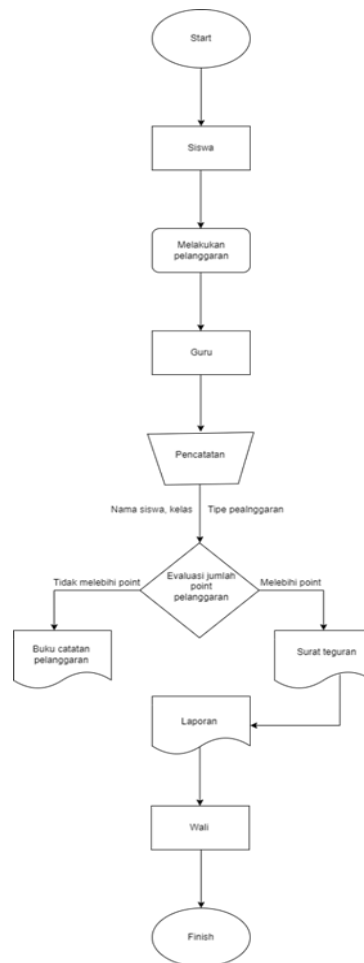 Start
Siswa
Melakukan
pelanggaran
Guru
Pencatatan
Nama siswa, kelas
Tipe pealnggaran
Evaluasi jumlah
point
pelanggaran
Tidak melebihi point
Melebihi point
Buku catatan
pelanggaran
Surat teguran
Laporan
Wali
Finish